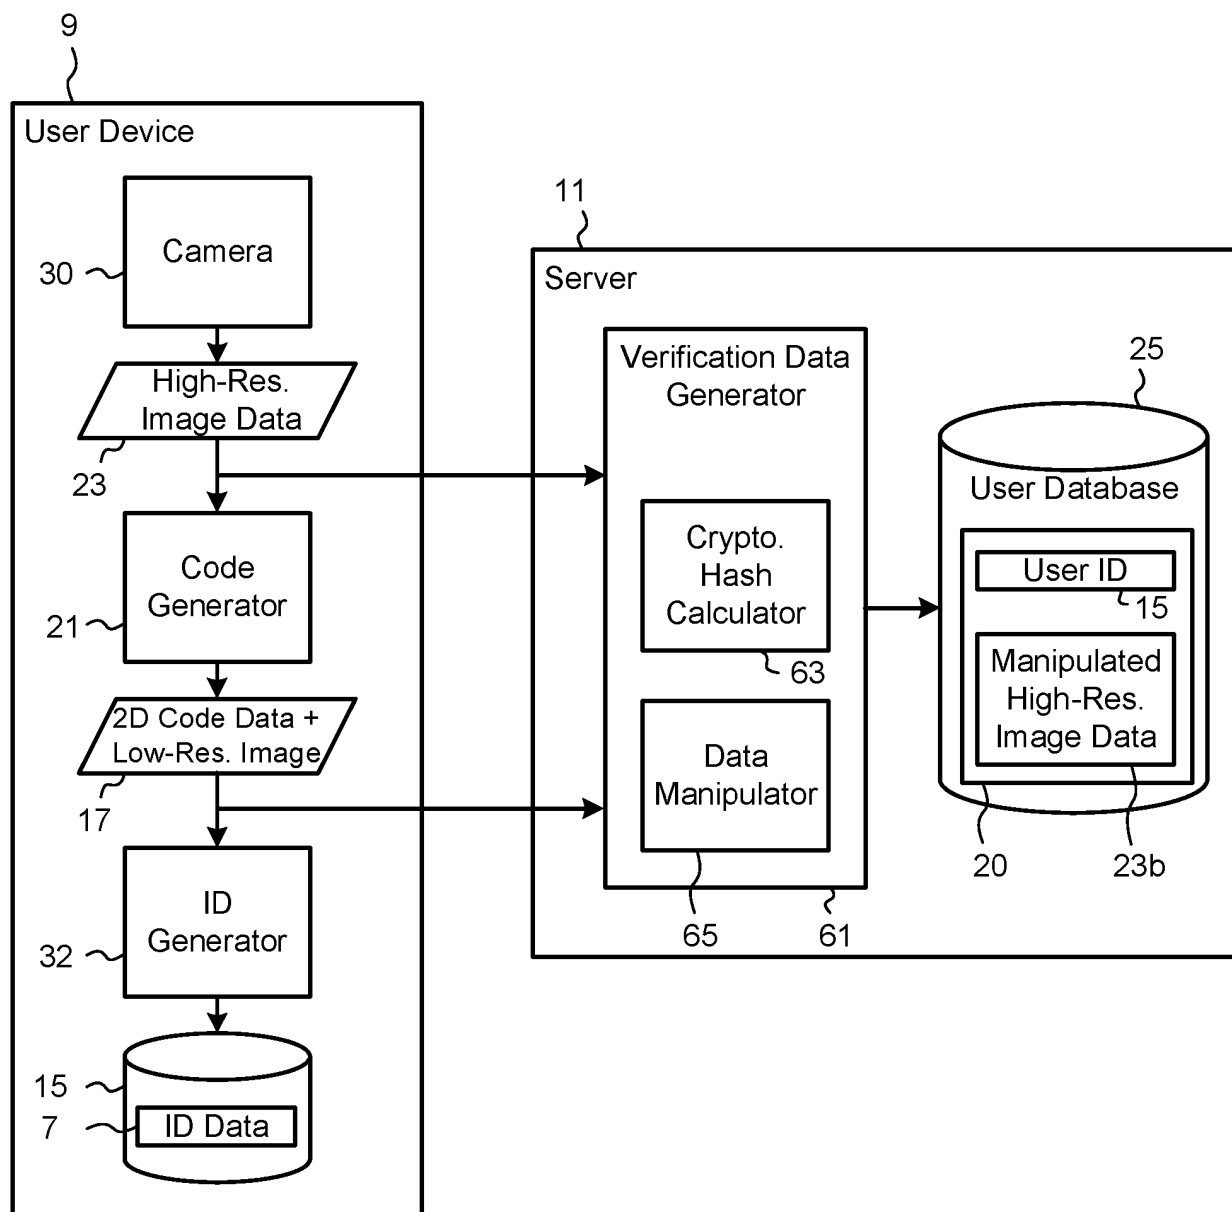 9
User Device
Camera
30
High-Res.
Image Data
23
Code
Generator
21
2D Code Data +
Low-Res. Image
17
ID
Generator
32
15
7
ID Data
11
Server
Verification Data
Generator
Crypto.
Hash
Calculator
63
Data
Manipulator
65
61
25
User Database
User ID
15
Manipulated
High-Res.
Image Data
20
23b